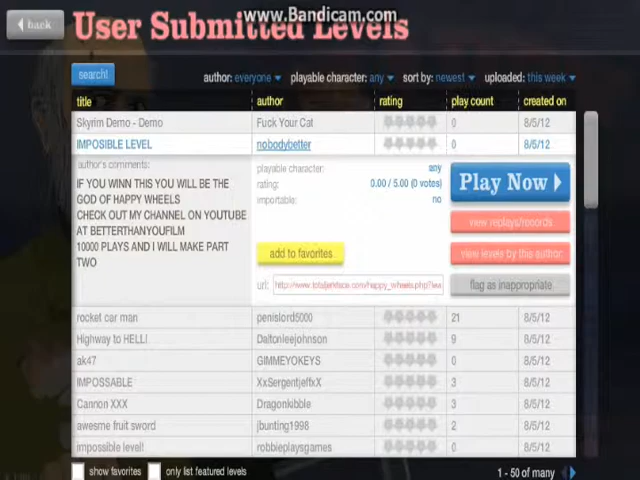 www.Bandicam.com
back
User Submitted Levels
search!
author: everyone playable character: any sort by: newest uploaded: this week
title author rating play count created on
Skyrim Demo - Demo Fuck Your Cat 0 8/5/12
IMPOSIBLE LEVEL nobodybetter 0 8/5/12
author's comments:
IF YOU WINN THIS YOU WILL BE THE
GOD OF HAPPY WHEELS
CHECK OUT MY CHANNEL ON YOUTUBE
AT BETTERTHANYOUFILM
10000 PLAYS AND I WILL MAKE PART
TWO
playable character: any
rating: 0.00 / 5.00 (0 votes)
importable: no
add to favorites
url: http://www.totaljerkface.com/happy_wheels.php?lev
Play Now
view replays/records
view levels by this author
flag as inappropriate
rocket car man penislord5000 21 8/5/12
Highway to HELL! Daltonleejohnson 9 8/5/12
ak47 GIMMEYOKEYS 0 8/5/12
IMPOSSABLE XxSergentjeffxX 3 8/5/12
Cannon XXX Dragonkibble 3 8/5/12
awesme fruit sword jbunting1998 2 8/5/12
impossible level! robbieplaysgames 0 8/5/12
show favorites only list featured levels 1 - 50 of many